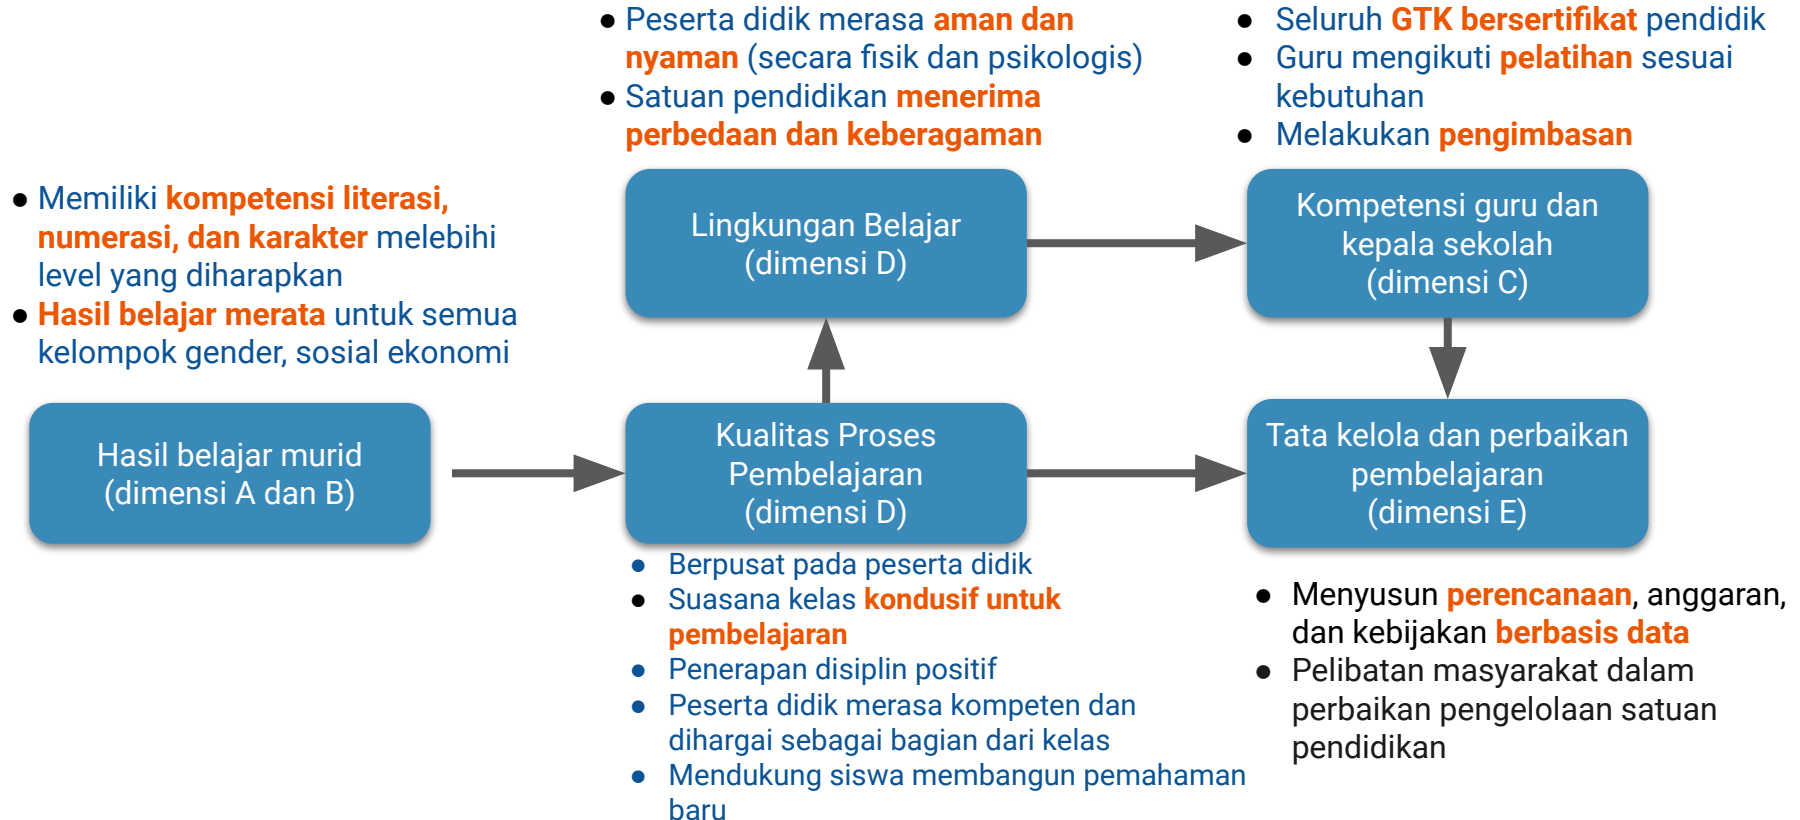 ● Peserta didik merasa aman dan
nyaman (secara fisik dan psikologis)
● Satuan pendidikan menerima
perbedaan dan keberagaman
● Seluruh GTK bersertifikat pendidik
● Guru mengikuti pelatihan sesuai
kebutuhan
● Melakukan pengimbasan
● Memiliki kompetensi literasi,
numerasi, dan karakter melebihi
level yang diharapkan
● Hasil belajar merata untuk semua
kelompok gender, sosial ekonomi
Lingkungan Belajar
(dimensi D)
Kompetensi guru dan
kepala sekolah
(dimensi C)
Hasil belajar murid
(dimensi A dan B)
Kualitas Proses
Pembelajaran
(dimensi D)
Tata kelola dan perbaikan
pembelajaran
(dimensi E)
● Berpusat pada peserta didik
● Suasana kelas kondusif untuk
pembelajaran
● Penerapan disiplin positif
● Peserta didik merasa kompeten dan
dihargai sebagai bagian dari kelas
● Mendukung siswa membangun pemahaman
baru
● Menyusun perencanaan, anggaran,
dan kebijakan berbasis data
● Pelibatan masyarakat dalam
perbaikan pengelolaan satuan
pendidikan